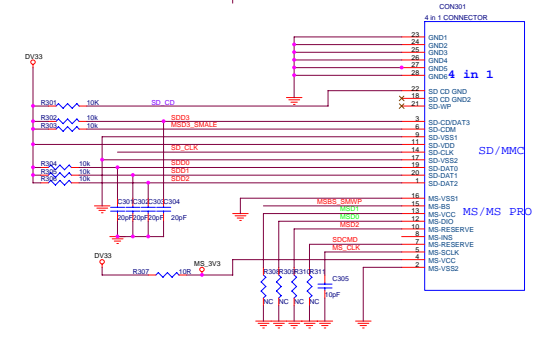 CON301
4 in 1 CONNECTOR
23 GND1
24 GND2
25 GND3
26 GND4
27 GND5
28 GND6
4 in 1
DV33
R301 10K SD_CD
22 SD CD GND
18 SD CD GND2
21 SD-WP
R302 10k SDD3
R303 10k MSD3_SMALE
3 SD-CD/DAT3
6 SD-CDM
9 SD-VSS1
11 SD-VDD
SD_CLK
14 SD-CLK
17 SD-VSS2
SD/MMC
R304 10k SDD0
19 SD-DAT0
R305 10k SDD1
20 SD-DAT1
R306 10k SDD2
1 SD-DAT2
C301 C302 C303 C304
20pF 20pF 20pF 20pF
16 MS-VSS1
MSBS_SMWP
15 MS-BS
MSD1
13 MS-VCC
MSD0
12 MS-DIO
MSD2
10 MS-RESERVE
8 MS-INS
SDCMD
7 MS-RESERVE
MS_CLK
5 MS-SCLK
4 MS-VCC
2 MS-VSS2
MS/MS PRO
DV33
R307 10R
MS_3V3
R308 R309 R310 R311
NC NC NC NC
C305
10pF